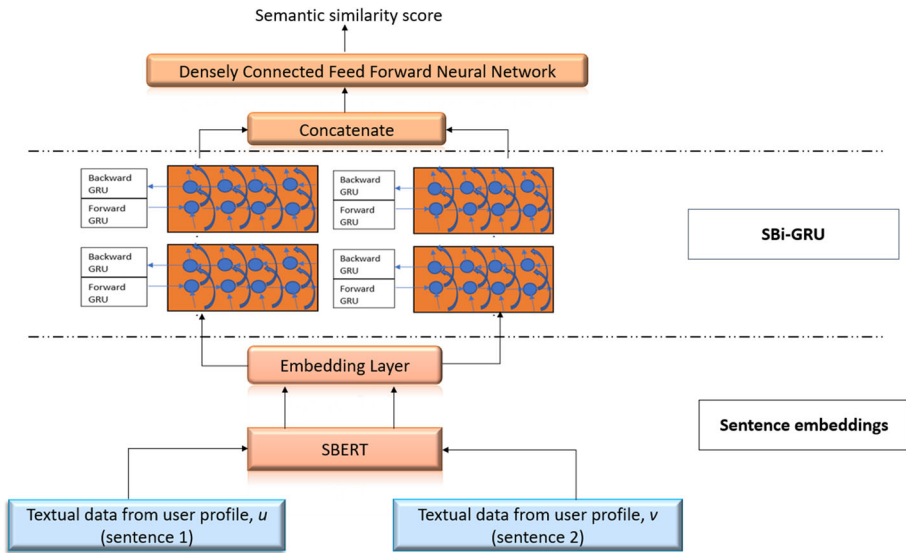 Semantic similarity score
Densely Connected Feed Forward Neural Network
Concatenate
Backward
GRU
Forward
GRU
Backward
GRU
Forward
GRU
SBi-GRU
Backward
GRU
Forward
GRU
Backward
GRU
Forward
GRU
Embedding Layer
Sentence embeddings
SBERT
Textual data from user profile, u
(sentence 1)
Textual data from user profile, v
(sentence 2)